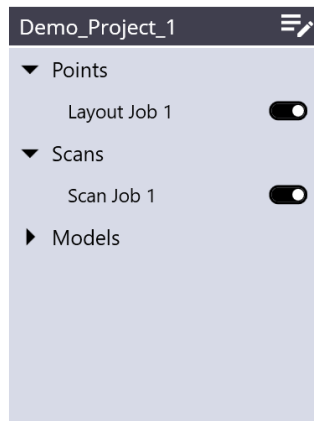 Demo_Project_1
Points
Layout Job 1
Scans
Scan Job 1
Models